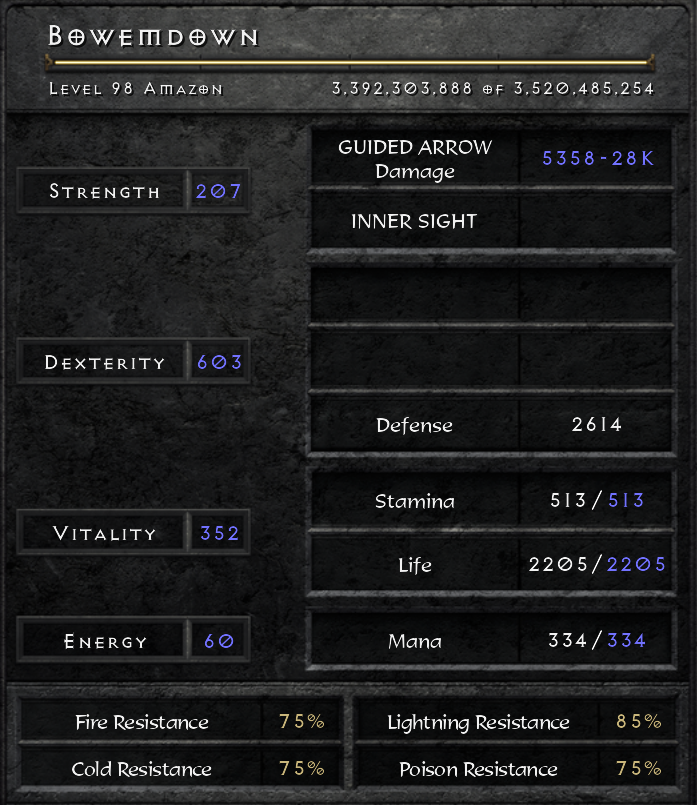 Bowemdown
Level 98 Amazon 3,392,303,888 of 3,520,485,254
GUIDED ARROW
Damage 5358-28K
Strength 207
INNER SIGHT
Dexterity 603
Defense 2614
Stamina 513/513
Vitality 352
Life 2205/2205
Energy 60
Mana 334/334
Fire Resistance 75% Lightning Resistance 85%
Cold Resistance 75% Poison Resistance 75%